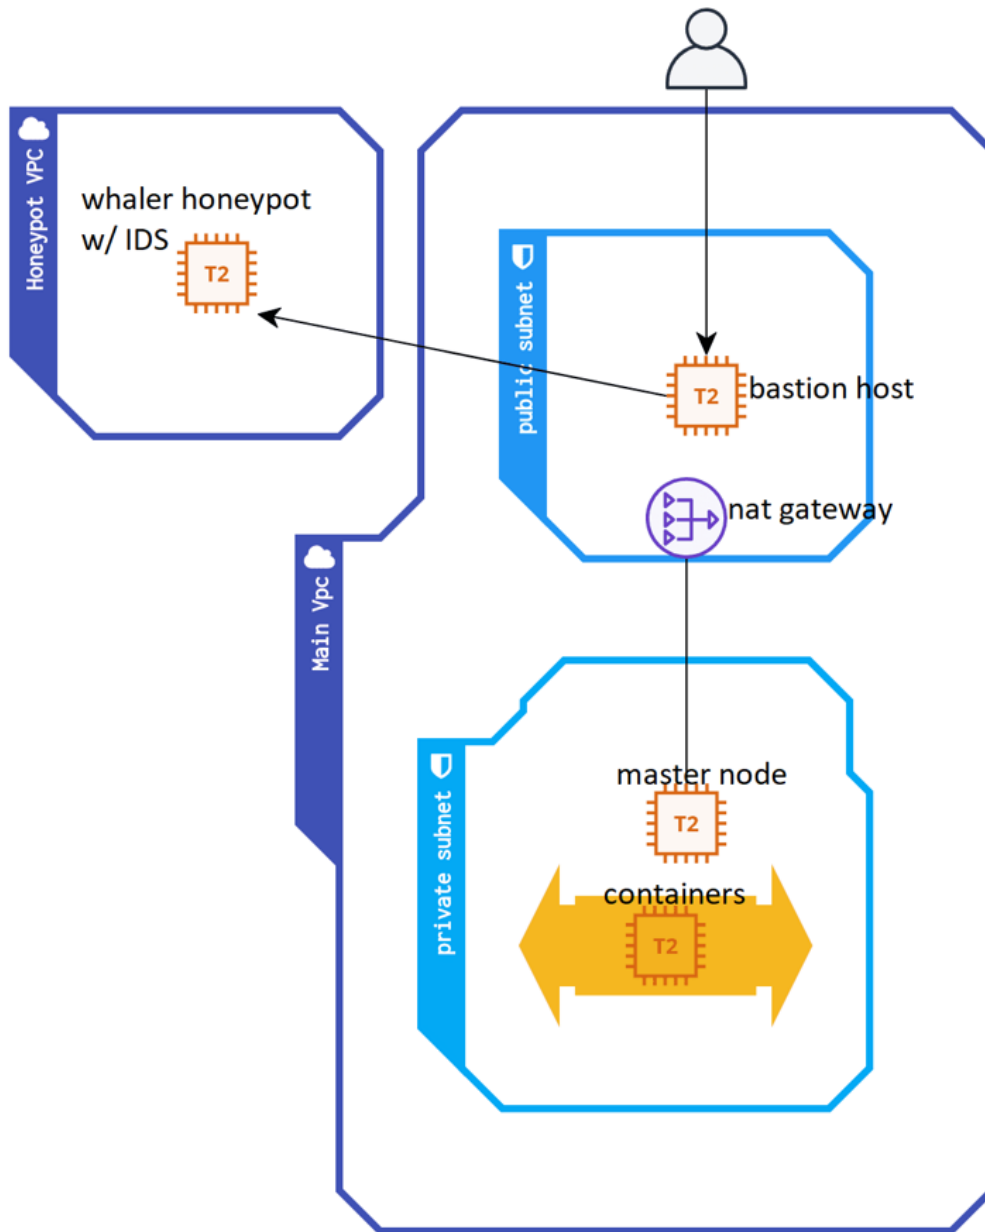 Honeypot VPC
whaler honeypot
w/ IDS
T2
public subnet
T2
bastion host
nat gateway
Main Vpc
private subnet
master node
T2
containers
T2